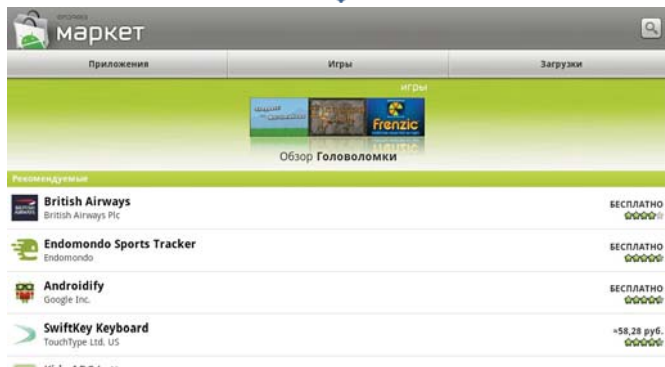 маркет
Приложения Игры Загрузки
игры
Frenzic
Обзор Головоломки
Рекомендуемые
British Airways
British Airways Plc
БЕСПЛАТНО
Endomondo Sports Tracker
Endomondo
БЕСПЛАТНО
Androidify
Google Inc.
БЕСПЛАТНО
SwiftKey Keyboard
TouchType Ltd. US
≈58,28 руб.